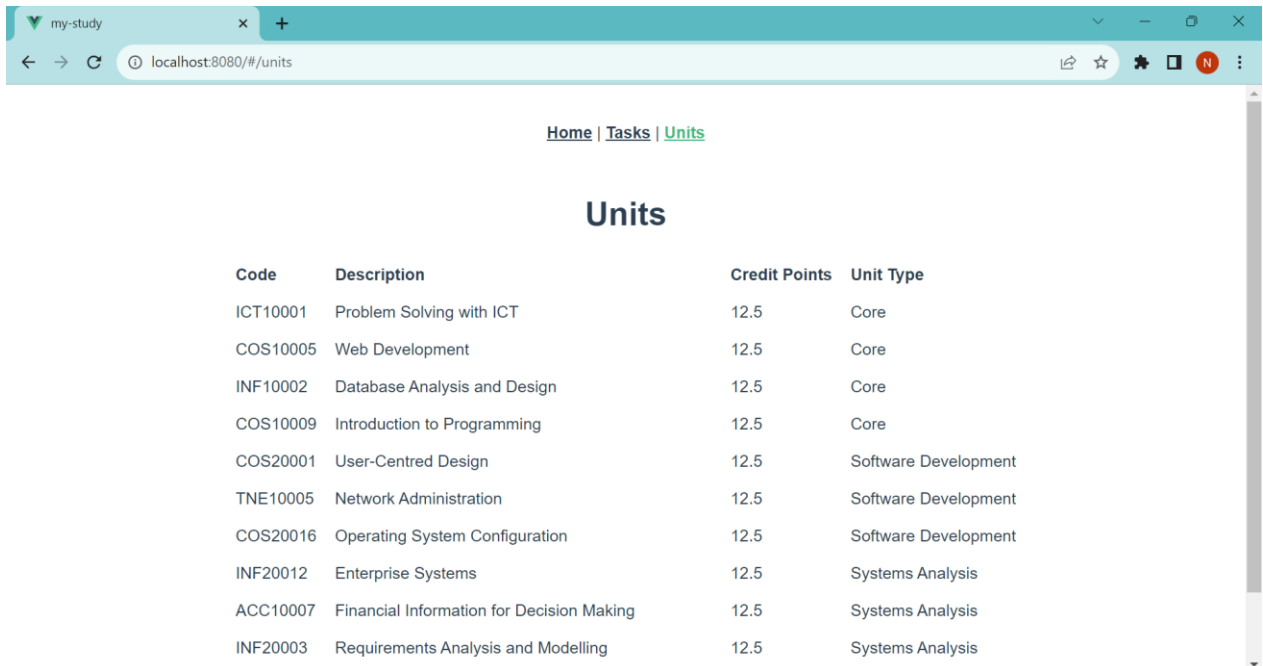 my-study
localhost:8080/#/units
N
Home | Tasks | Units
Units
Code Description Credit Points Unit Type
ICT10001 Problem Solving with ICT 12.5 Core
COS10005 Web Development 12.5 Core
INF10002 Database Analysis and Design 12.5 Core
COS10009 Introduction to Programming 12.5 Core
COS20001 User-Centred Design 12.5 Software Development
TNE10005 Network Administration 12.5 Software Development
COS20016 Operating System Configuration 12.5 Software Development
INF20012 Enterprise Systems 12.5 Systems Analysis
ACC10007 Financial Information for Decision Making 12.5 Systems Analysis
INF20003 Requirements Analysis and Modelling 12.5 Systems Analysis